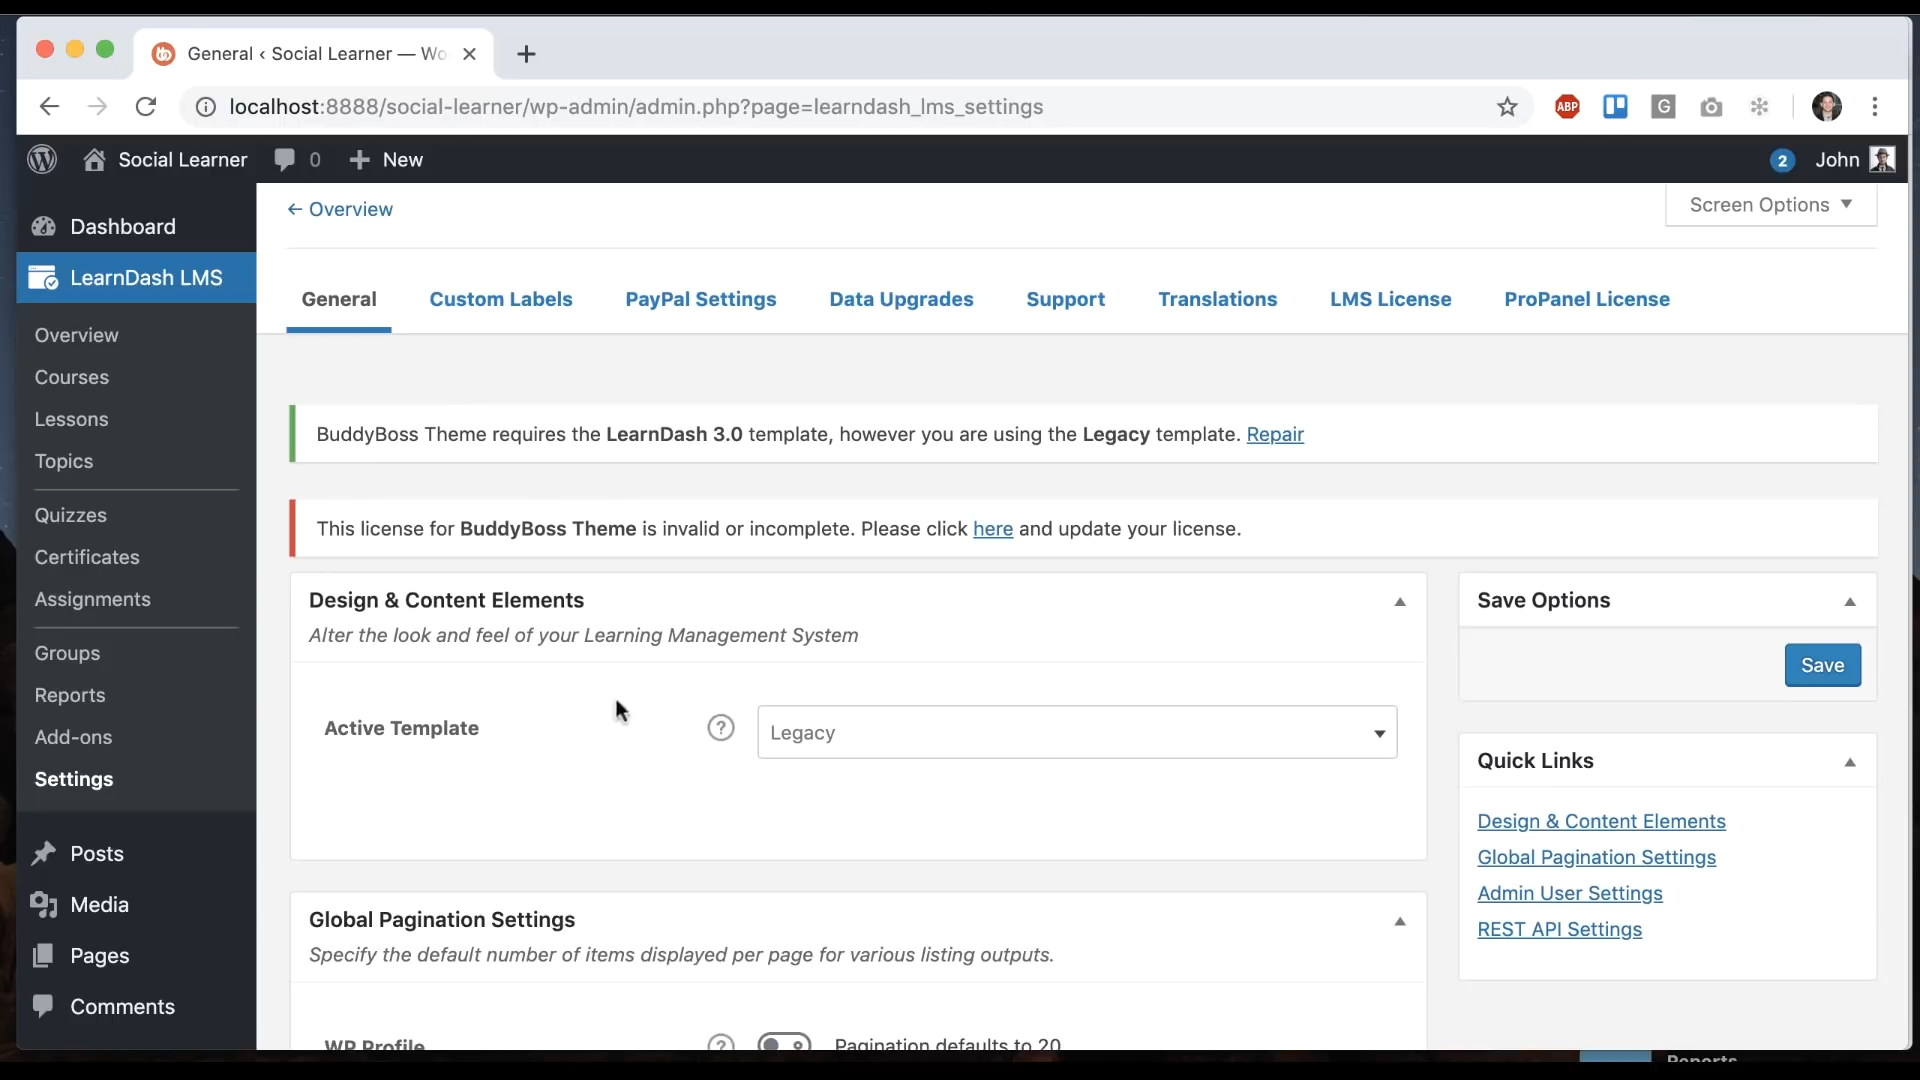 General ‹ Social Learner — Wo
localhost:8888/social-learner/wp-admin/admin.php?page=learndash_lms_settings
ABP
G
Social Learner
0
New
2
John
Dashboard
LearnDash LMS
Overview
Courses
Lessons
Topics
Quizzes
Certificates
Assignments
Groups
Reports
Add-ons
Settings
Posts
Media
Pages
Comments
← Overview
Screen Options
General
Custom Labels
PayPal Settings
Data Upgrades
Support
Translations
LMS License
ProPanel License
BuddyBoss Theme requires the LearnDash 3.0 template, however you are using the Legacy template. Repair
This license for BuddyBoss Theme is invalid or incomplete. Please click here and update your license.
Design & Content Elements
Alter the look and feel of your Learning Management System
Active Template
?
Legacy
Global Pagination Settings
Specify the default number of items displayed per page for various listing outputs.
WP Profile
?
Pagination defaults to 20
Save Options
Save
Quick Links
Design & Content Elements
Global Pagination Settings
Admin User Settings
REST API Settings
Reports